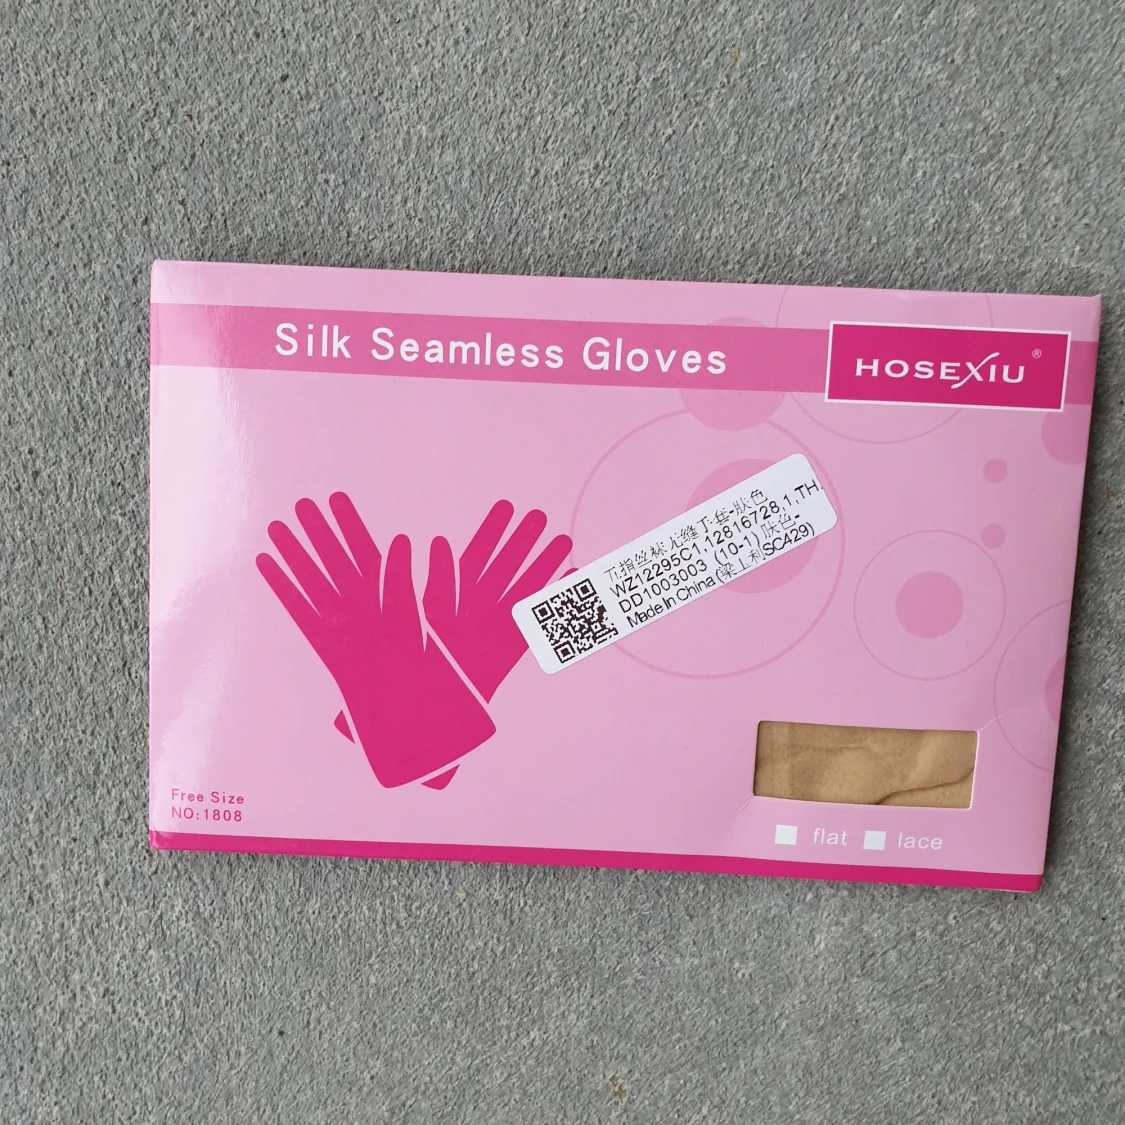 Silk Seamless Gloves
HOSEXIU®
五指丝袜无缝手套-肤色
WZ12295C1,12816728,1,TH.
DD1003003 (10-1) 肤色-
Made In China (梁上利SC429)
Free Size
NO:1808
flat
lace